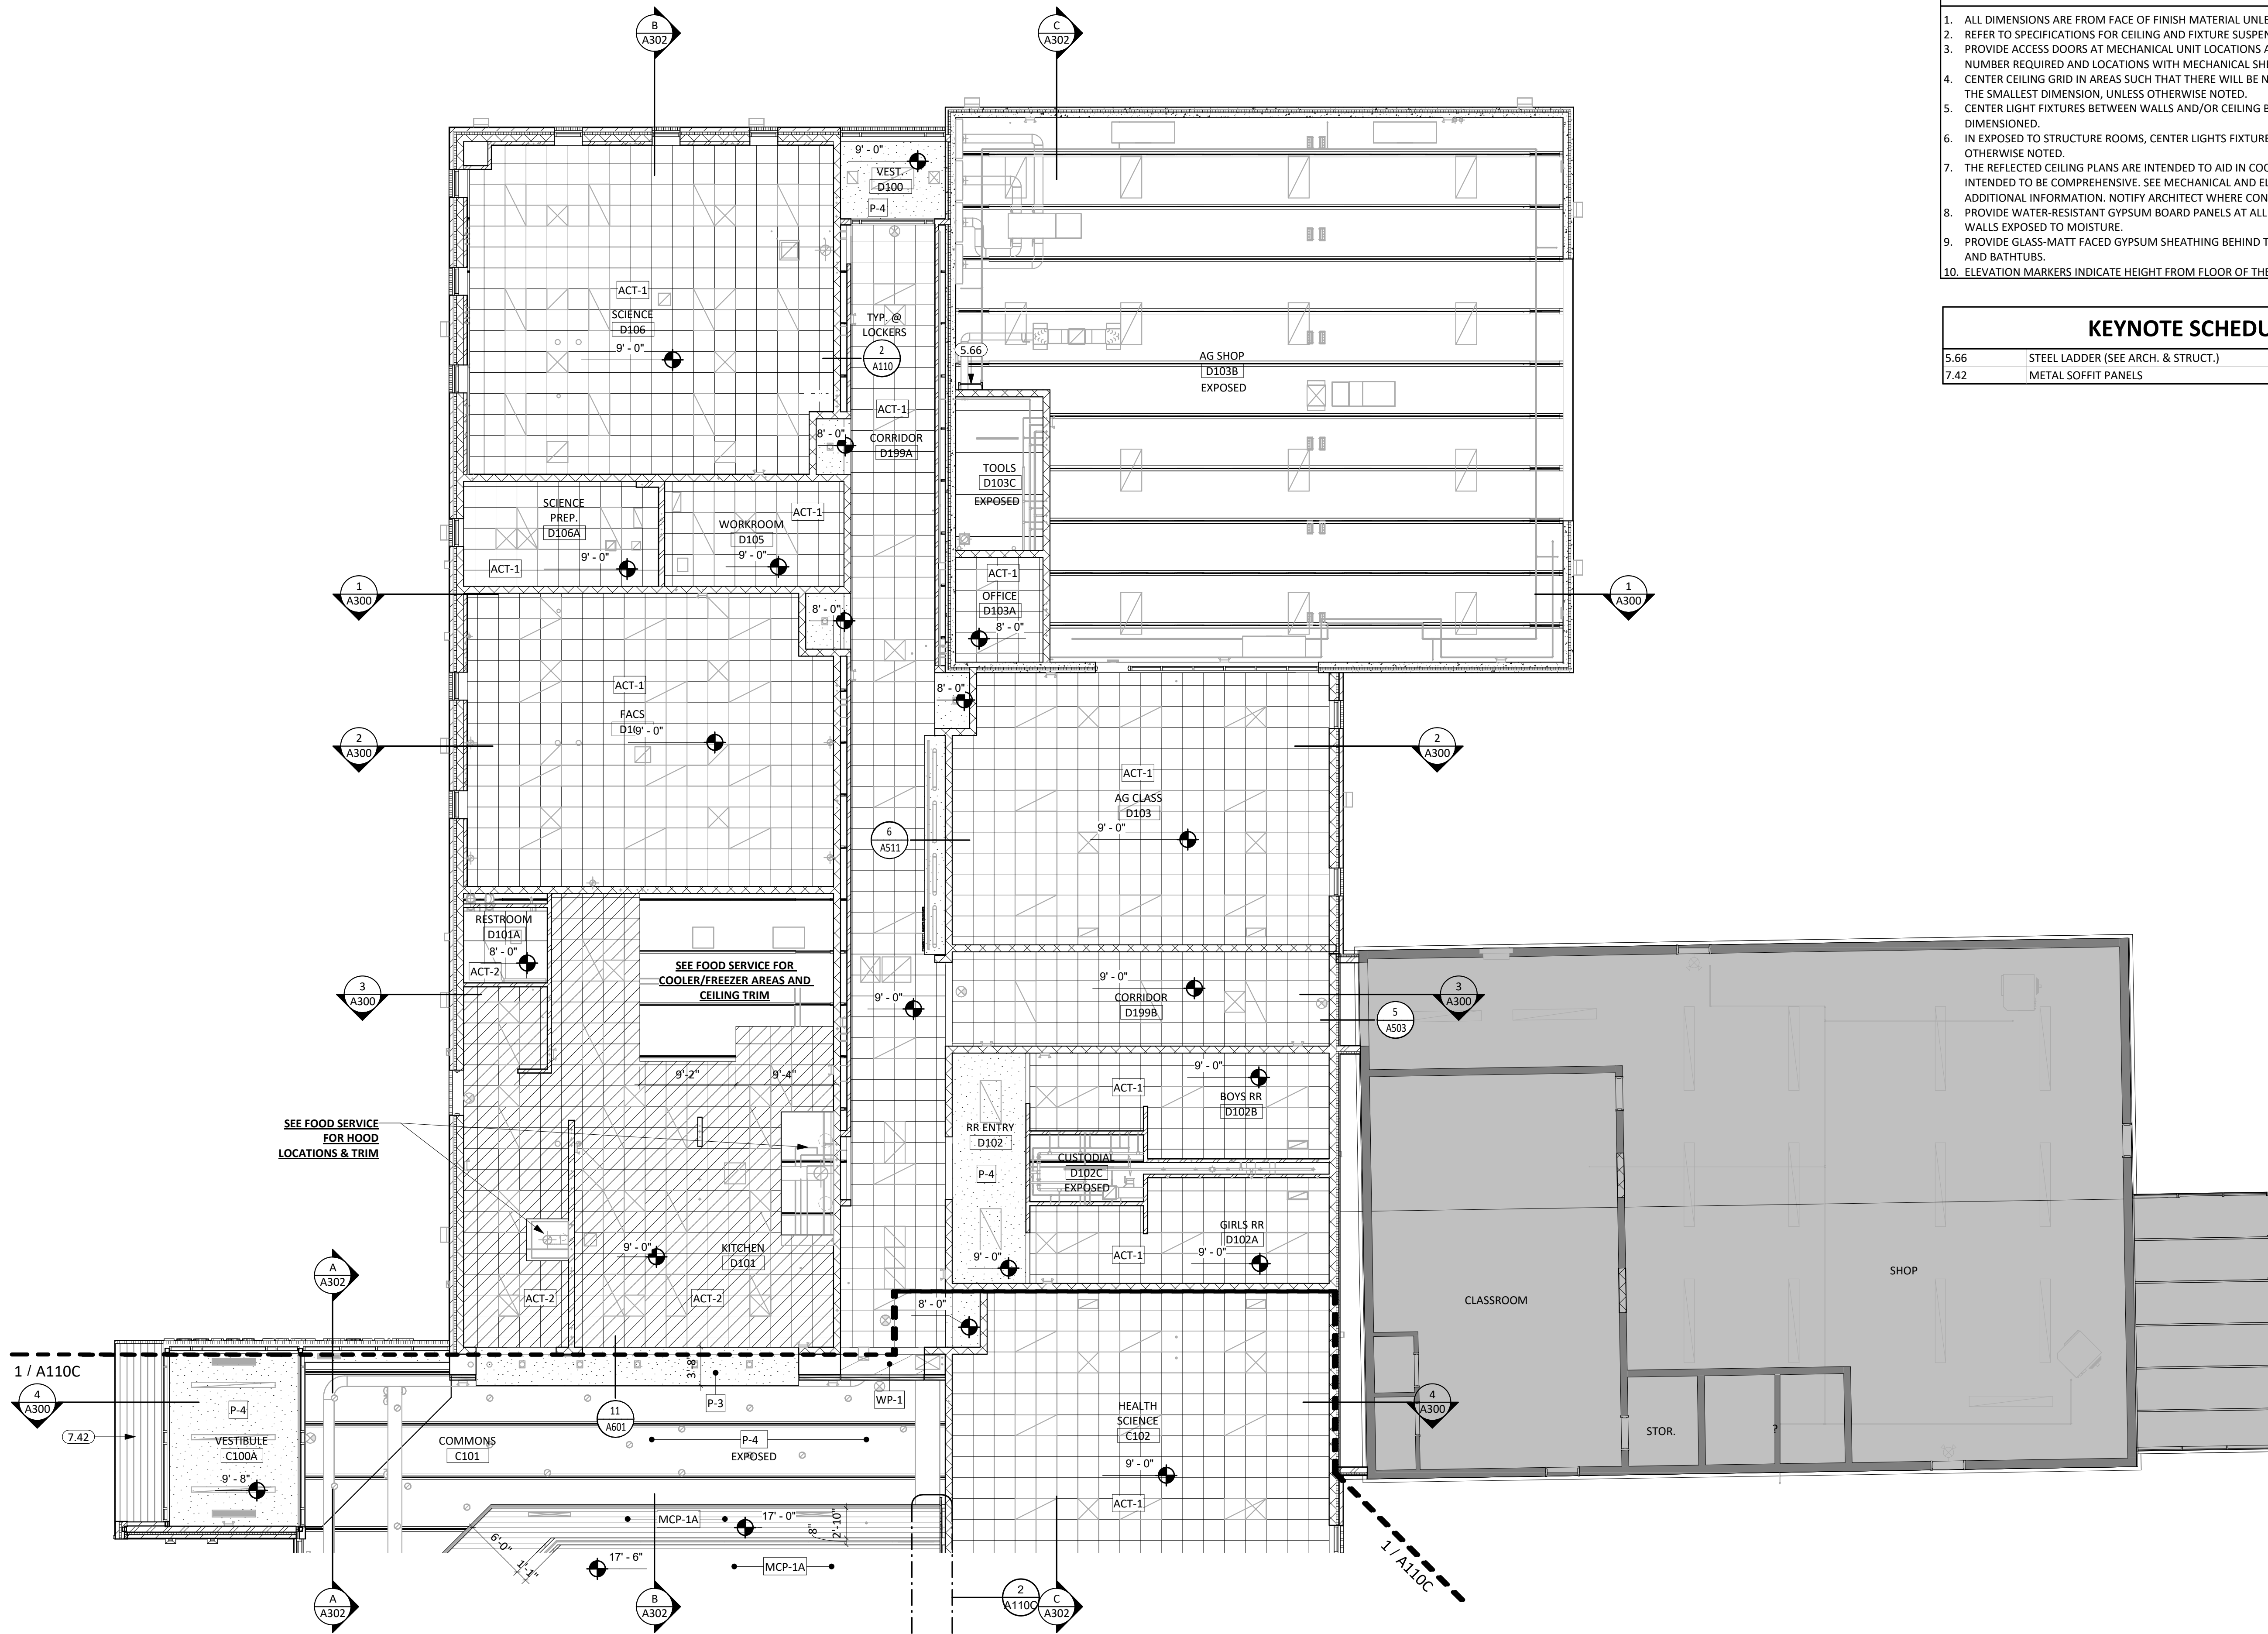 B
A302
C
A302
1. ALL DIMENSIONS ARE FROM FACE OF FINISH MATERIAL
2. REFER TO SPECIFICATIONS FOR CEILING AND FIXTURE
3. PROVIDE ACCESS DOORS AT MECHANICAL UNIT LOCATIONS
NUMBER REQUIRED AND LOCATIONS WITH MECHANICAL
4. CENTER CEILING GRID IN AREAS SUCH THAT THERE WILL BE
THE SMALLEST DIMENSION, UNLESS OTHERWISE NOTED.
5. CENTER LIGHT FIXTURES BETWEEN WALLS AND/OR CEILING
DIMENSIONED.
6. IN EXPOSED TO STRUCTURE ROOMS, CENTER LIGHTS
OTHERWISE NOTED.
7. THE REFLECTED CEILING PLANS ARE INTENDED TO AID IN
INTENDED TO BE COMPREHENSIVE. SEE MECHANICAL AND
ADDITIONAL INFORMATION. NOTIFY ARCHITECT WHERE
8. PROVIDE WATER-RESISTANT GYPSUM BOARD PANELS AT ALL
WALLS EXPOSED TO MOISTURE.
9. PROVIDE GLASS-MATT FACED GYPSUM SHEATHING BEHIND
AND BATHTUBS.
10. ELEVATION MARKERS INDICATE HEIGHT FROM FLOOR OF
KEYNOTE
5.66 STEEL LADDER (SEE ARCH. & STRUCT.)
7.42 METAL SOFFIT PANELS
9' - 0"
VEST.
D100
P-4
ACT-1
SCIENCE
D106
9' - 0"
TYP. @
LOCKERS
2
A110
5.66
AG SHOP
D103B
EXPOSED
ACT-1
CORRIDOR
D199A
8' - 0"
TOOLS
D103C
EXPOSED
SCIENCE
PREP.
D106A
9' - 0"
ACT-1
ACT-1
WORKROOM
D105
9' - 0"
ACT-1
OFFICE
D103A
8' - 0"
1
A300
1
A300
8' - 0"
ACT-1
FACS
9' - 0"
8' - 0"
2
A300
2
A300
ACT-1
AG CLASS
D103
9' - 0"
6
A511
RESTROOM
D101A
8' - 0"
ACT-2
SEE FOOD SERVICE FOR
COOLER/FREEZER AREAS AND
CEILING TRIM
9' - 0"
9' - 0"
CORRIDOR
D199B
3
A300
3
A300
5
A503
9'-2"
9'-4"
SEE FOOD SERVICE
FOR HOOD
LOCATIONS & TRIM
9' - 0"
ACT-1
BOYS RR
D102B
RR ENTRY
D102
P-4
9' - 0"
CUSTODIAL
D102C
EXPOSED
GIRLS RR
D102A
9' - 0"
ACT-1
9' - 0"
KITCHEN
D101
ACT-2
ACT-2
A
A302
8' - 0"
CLASSROOM
SHOP
STOR.
?
1 / A110C
4
A300
7.42
P-4
VESTIBULE
C100A
9' - 8"
COMMONS
C101
11
A601
3'-8"
P-3
WP-1
P-4
EXPOSED
HEALTH
SCIENCE
C102
9' - 0"
ACT-1
4
A300
MCP-1A
17' - 0"
8"
2'-10"
6'-0"
1'-1"
17' - 6"
MCP-1A
1 / A110C
A
A302
B
A302
2
A110C
C
A302